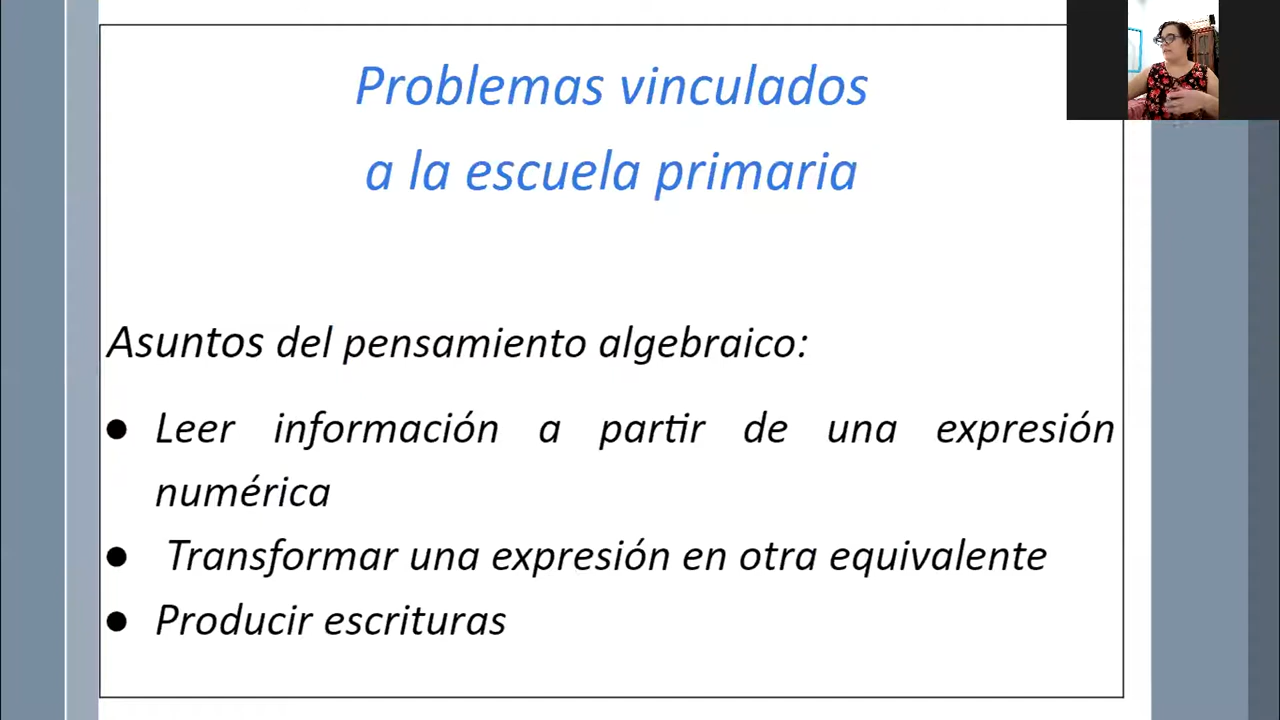 Problemas vinculados
a la escuela primaria
Asuntos del pensamiento algebraico:
● Leer información a partir de una expresión
numérica
● Transformar una expresión en otra equivalente
● Producir escrituras